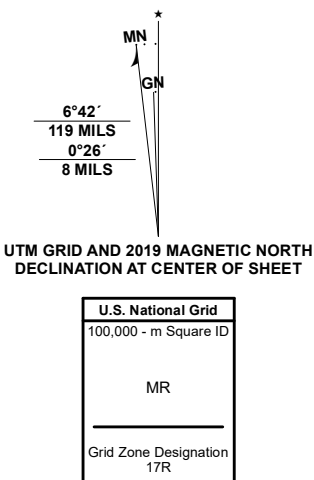 MN
GN
6°42´
119 MILS
0°26´
8 MILS
UTM GRID AND 2019 MAGNETIC NORTH
DECLINATION AT CENTER OF SHEET
U.S. National Grid
100,000 - m Square ID
MR
Grid Zone Designation
17R